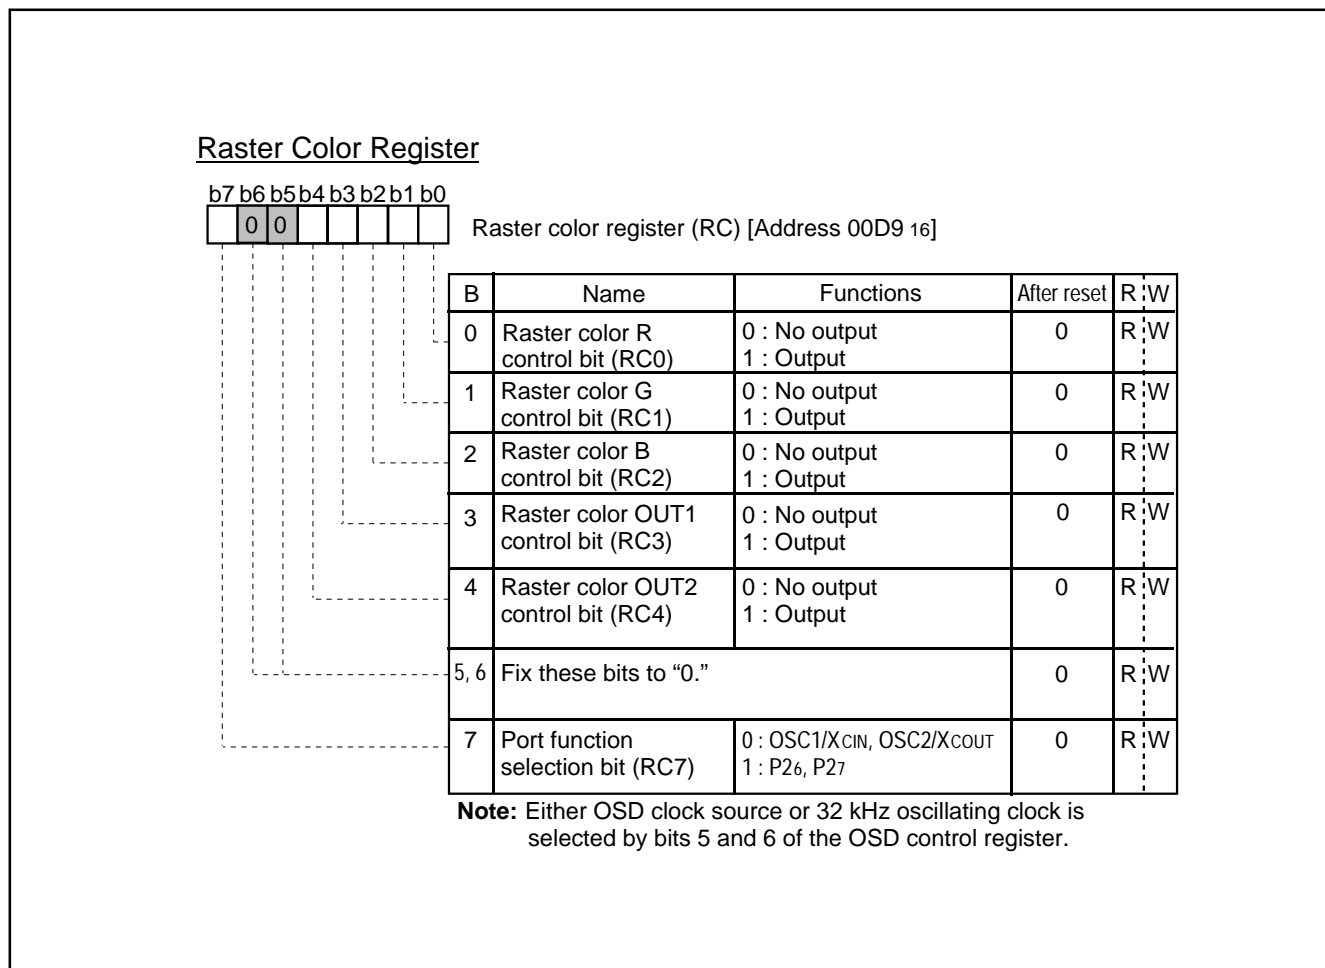 Raster Color Register
b7 b6 b5 b4 b3 b2 b1 b0
0 0
Raster color register (RC) [Address 00D9 16]
B Name Functions After reset R W
0 Raster color R control bit (RC0) 0 : No output 1 : Output 0 R W
1 Raster color G control bit (RC1) 0 : No output 1 : Output 0 R W
2 Raster color B control bit (RC2) 0 : No output 1 : Output 0 R W
3 Raster color OUT1 control bit (RC3) 0 : No output 1 : Output 0 R W
4 Raster color OUT2 control bit (RC4) 0 : No output 1 : Output 0 R W
5, 6 Fix these bits to “0.” 0 R W
7 Port function selection bit (RC7) 0 : OSC1/XCIN, OSC2/XCOUT 1 : P26, P27 0 R W
Note: Either OSD clock source or 32 kHz oscillating clock is
selected by bits 5 and 6 of the OSD control register.